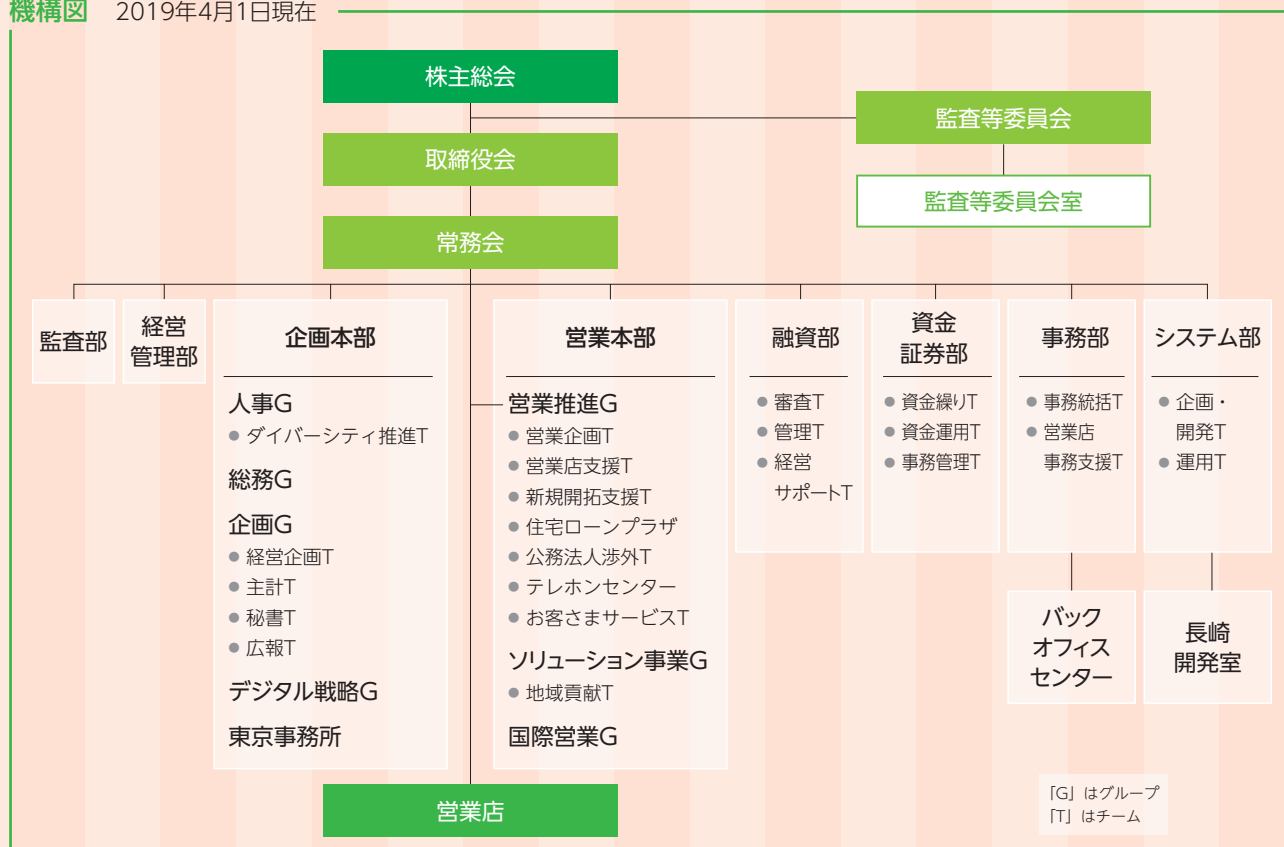 機構図 2019年4月1日現在
株主総会
監査等委員会
取締役会
監査等委員会室
常務会
監査部
経営
管理部
企画本部
人事G
● ダイバーシティ推進T
総務G
企画G
● 経営企画T
● 主計T
● 秘書T
● 広報T
デジタル戦略G
東京事務所
営業本部
営業推進G
● 営業企画T
● 営業店支援T
● 新規開拓支援T
● 住宅ローンプラザ
● 公務法人渉外T
● テレホンセンター
● お客さまサービスT
ソリューション事業G
● 地域貢献T
国際営業G
融資部
● 審査T
● 管理T
● 経営
サポートT
資金
証券部
● 資金繰りT
● 資金運用T
● 事務管理T
事務部
● 事務統括T
● 営業店
事務支援T
バック
オフィス
センター
システム部
● 企画・
開発T
● 運用T
長崎
開発室
営業店
「G」はグループ
「T」はチーム